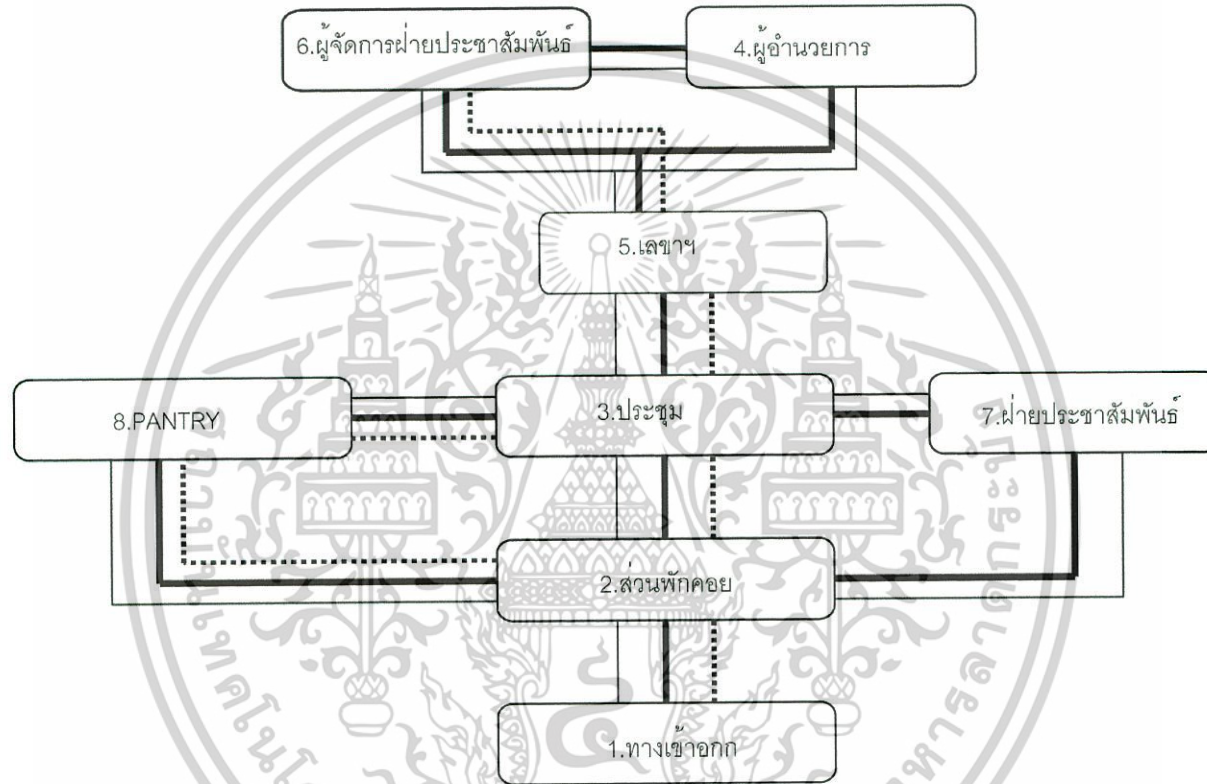 6.ผู้จัดการฝ่ายประชาสัมพันธ์
4.ผู้อำนวยการ
5.เลขาฯ
8.PANTRY
3.ประชุม
7.ฝ่ายประชาสัมพันธ์
2.ส่วนพักคอย
1.ทางเข้าอกก